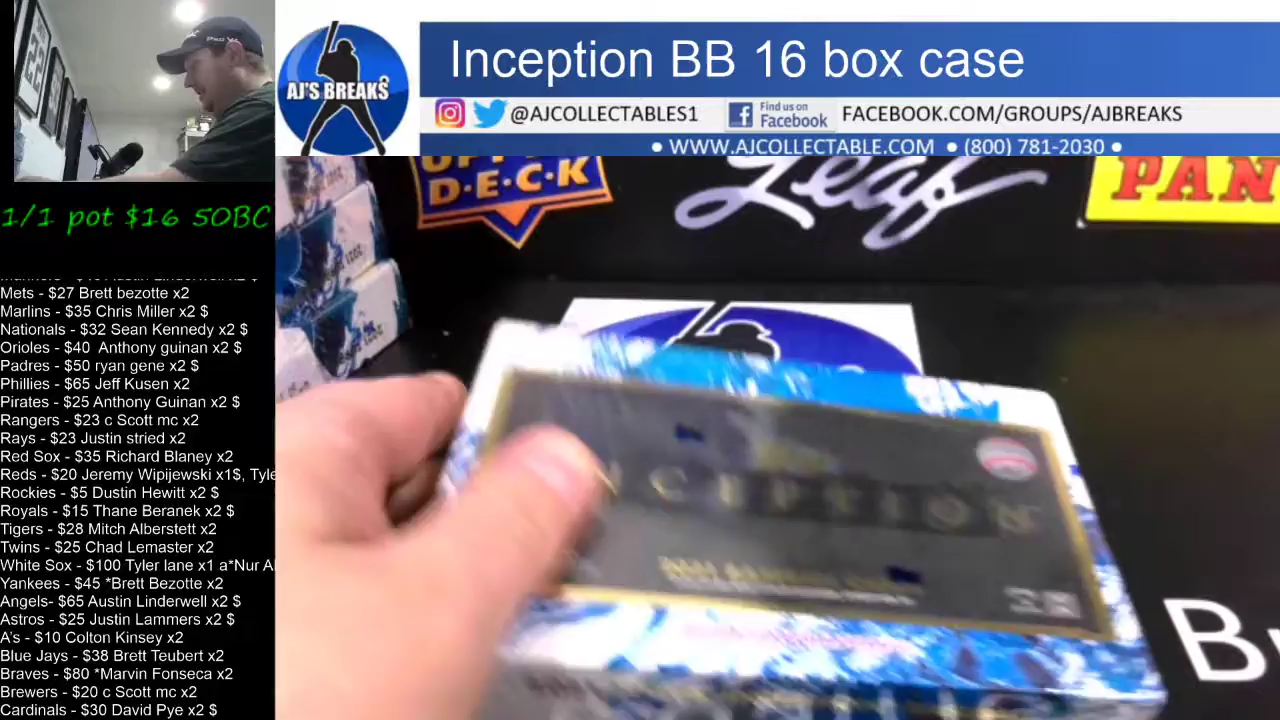 Inception BB 16 box case
AJ'S BREAKS
@AJCOLLECTABLES1
Find us on
Facebook
FACEBOOK.COM/GROUPS/AJBREAKS
• WWW.AJCOLLECTABLE.COM • (800) 781-2030 •
UPPER
D·E·C·K
Leaf
PAN
1/1 pot $16 SOBC
Mets - $27 Brett bezotte x2
Marlins - $35 Chris Miller x2 $
Nationals - $32 Sean Kennedy x2 $
Orioles - $40 Anthony guinan x2 $
Padres - $50 ryan gene x2 $
Phillies - $65 Jeff Kusen x2
Pirates - $25 Anthony Guinan x2 $
Rangers - $23 c Scott mc x2
Rays - $23 Justin stried x2
Red Sox - $35 Richard Blaney x2
Reds - $20 Jeremy Wipijewski x1$, Tyle
Rockies - $5 Dustin Hewitt x2 $
Royals - $15 Thane Beranek x2 $
Tigers - $28 Mitch Alberstett x2
Twins - $25 Chad Lemaster x2
White Sox - $100 Tyler lane x1 a*Nur A
Yankees - $45 *Brett Bezotte x2
Angels- $65 Austin Linderwell x2 $
Astros - $25 Justin Lammers x2 $
A's - $10 Colton Kinsey x2
Blue Jays - $38 Brett Teubert x2
Braves - $80 *Marvin Fonseca x2
Brewers - $20 c Scott mc x2
Cardinals - $30 David Pye x2 $
2021
NCEPTION
B